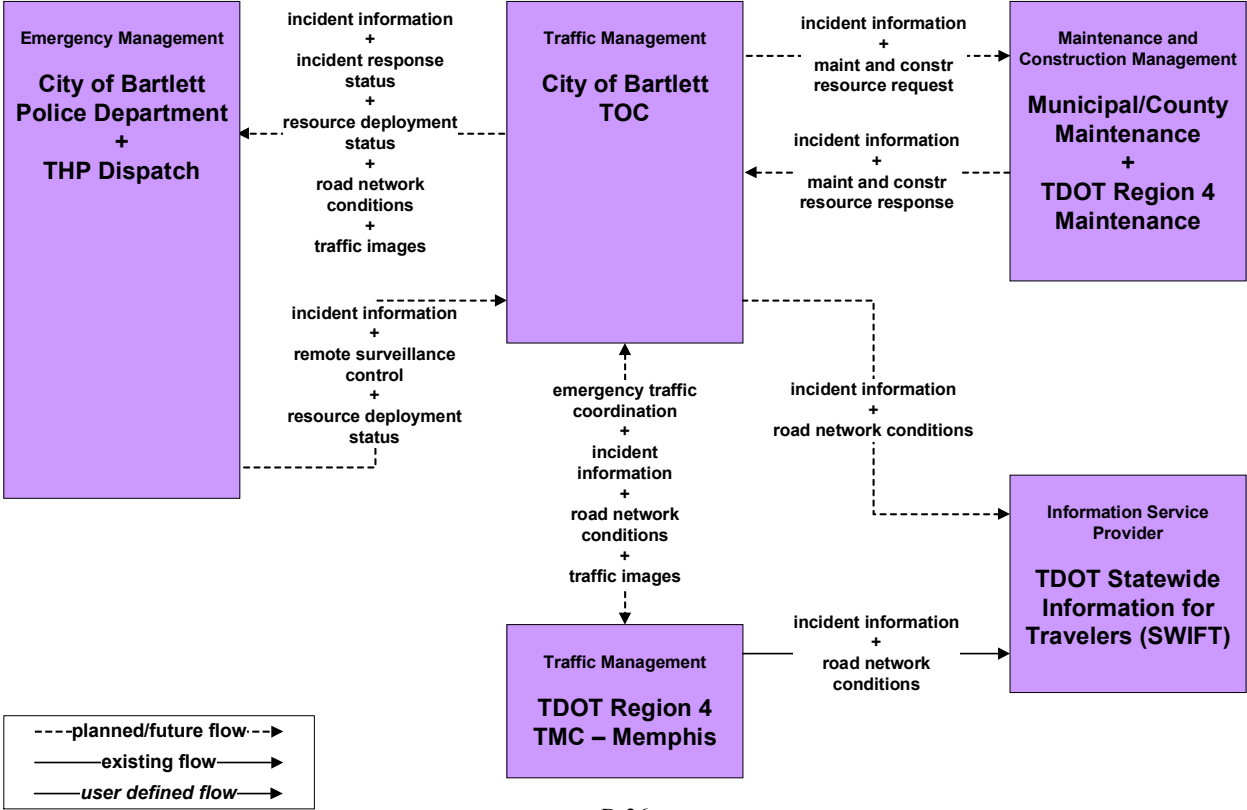 Emergency Management
City of Bartlett
Police Department
+
THP Dispatch
incident information
+
incident response
status
+
resource deployment
status
+
road network
conditions
+
traffic images
incident information
+
remote surveillance
control
+
resource deployment
status
Traffic Management
City of Bartlett
TOC
incident information
+
maint and constr
resource request
incident information
+
maint and constr
resource response
Maintenance and
Construction Management
Municipal/County
Maintenance
+
TDOT Region 4
Maintenance
emergency traffic
coordination
+
incident
information
+
road network
conditions
+
traffic images
incident information
+
road network conditions
Information Service
Provider
TDOT Statewide
Information for
Travelers (SWIFT)
Traffic Management
TDOT Region 4
TMC – Memphis
incident information
+
road network
conditions
planned/future flow
existing flow
user defined flow